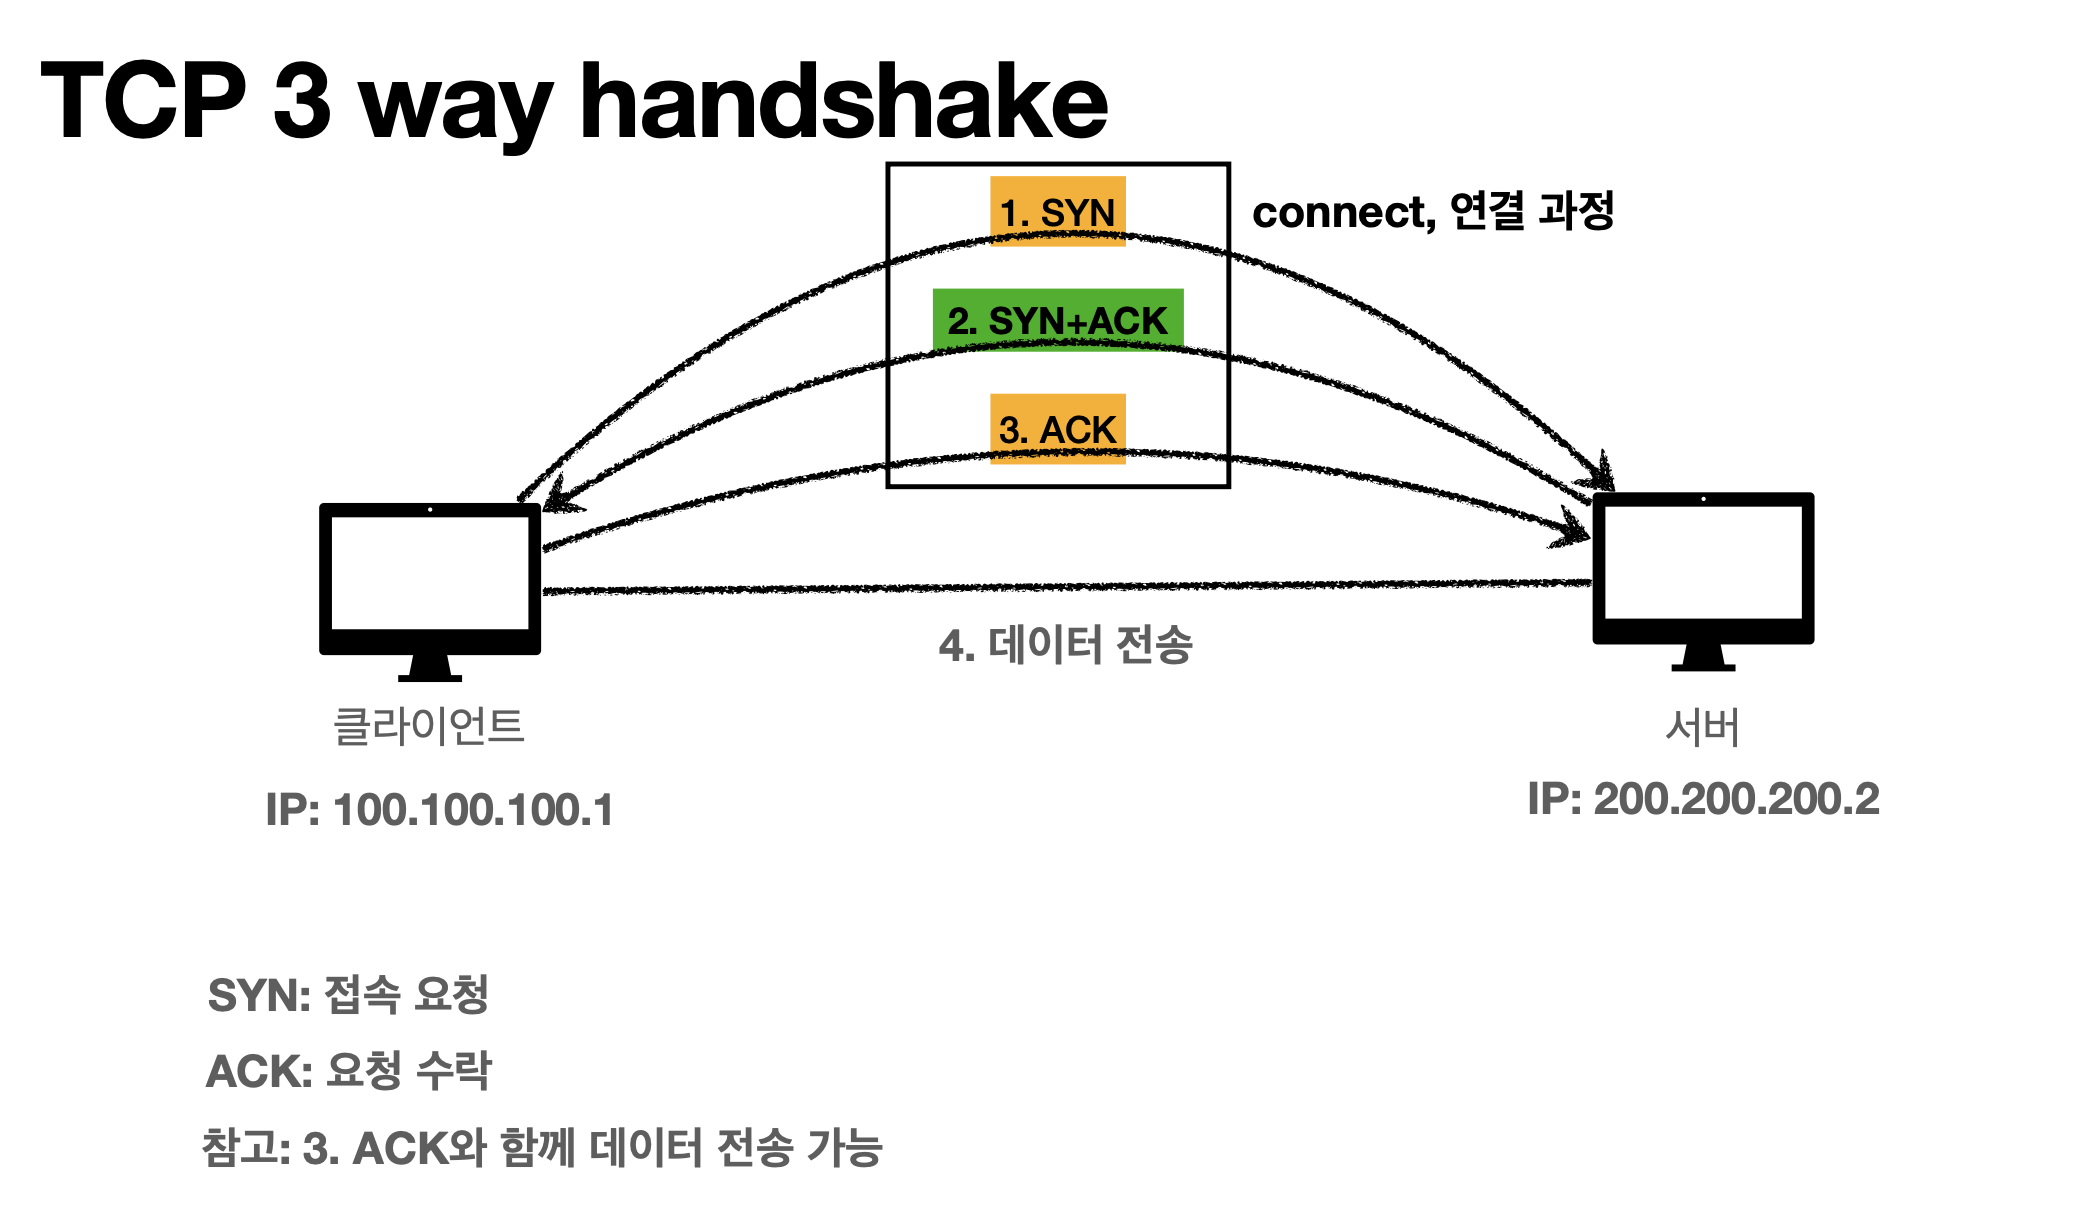 TCP 3 way handshake
1. SYN
connect, 연결 과정
2. SYN+ACK
3. ACK
4. 데이터 전송
클라이언트
서버
IP: 100.100.100.1
IP: 200.200.200.2
SYN: 접속 요청
ACK: 요청 수락
참고: 3. ACK와 함께 데이터 전송 가능